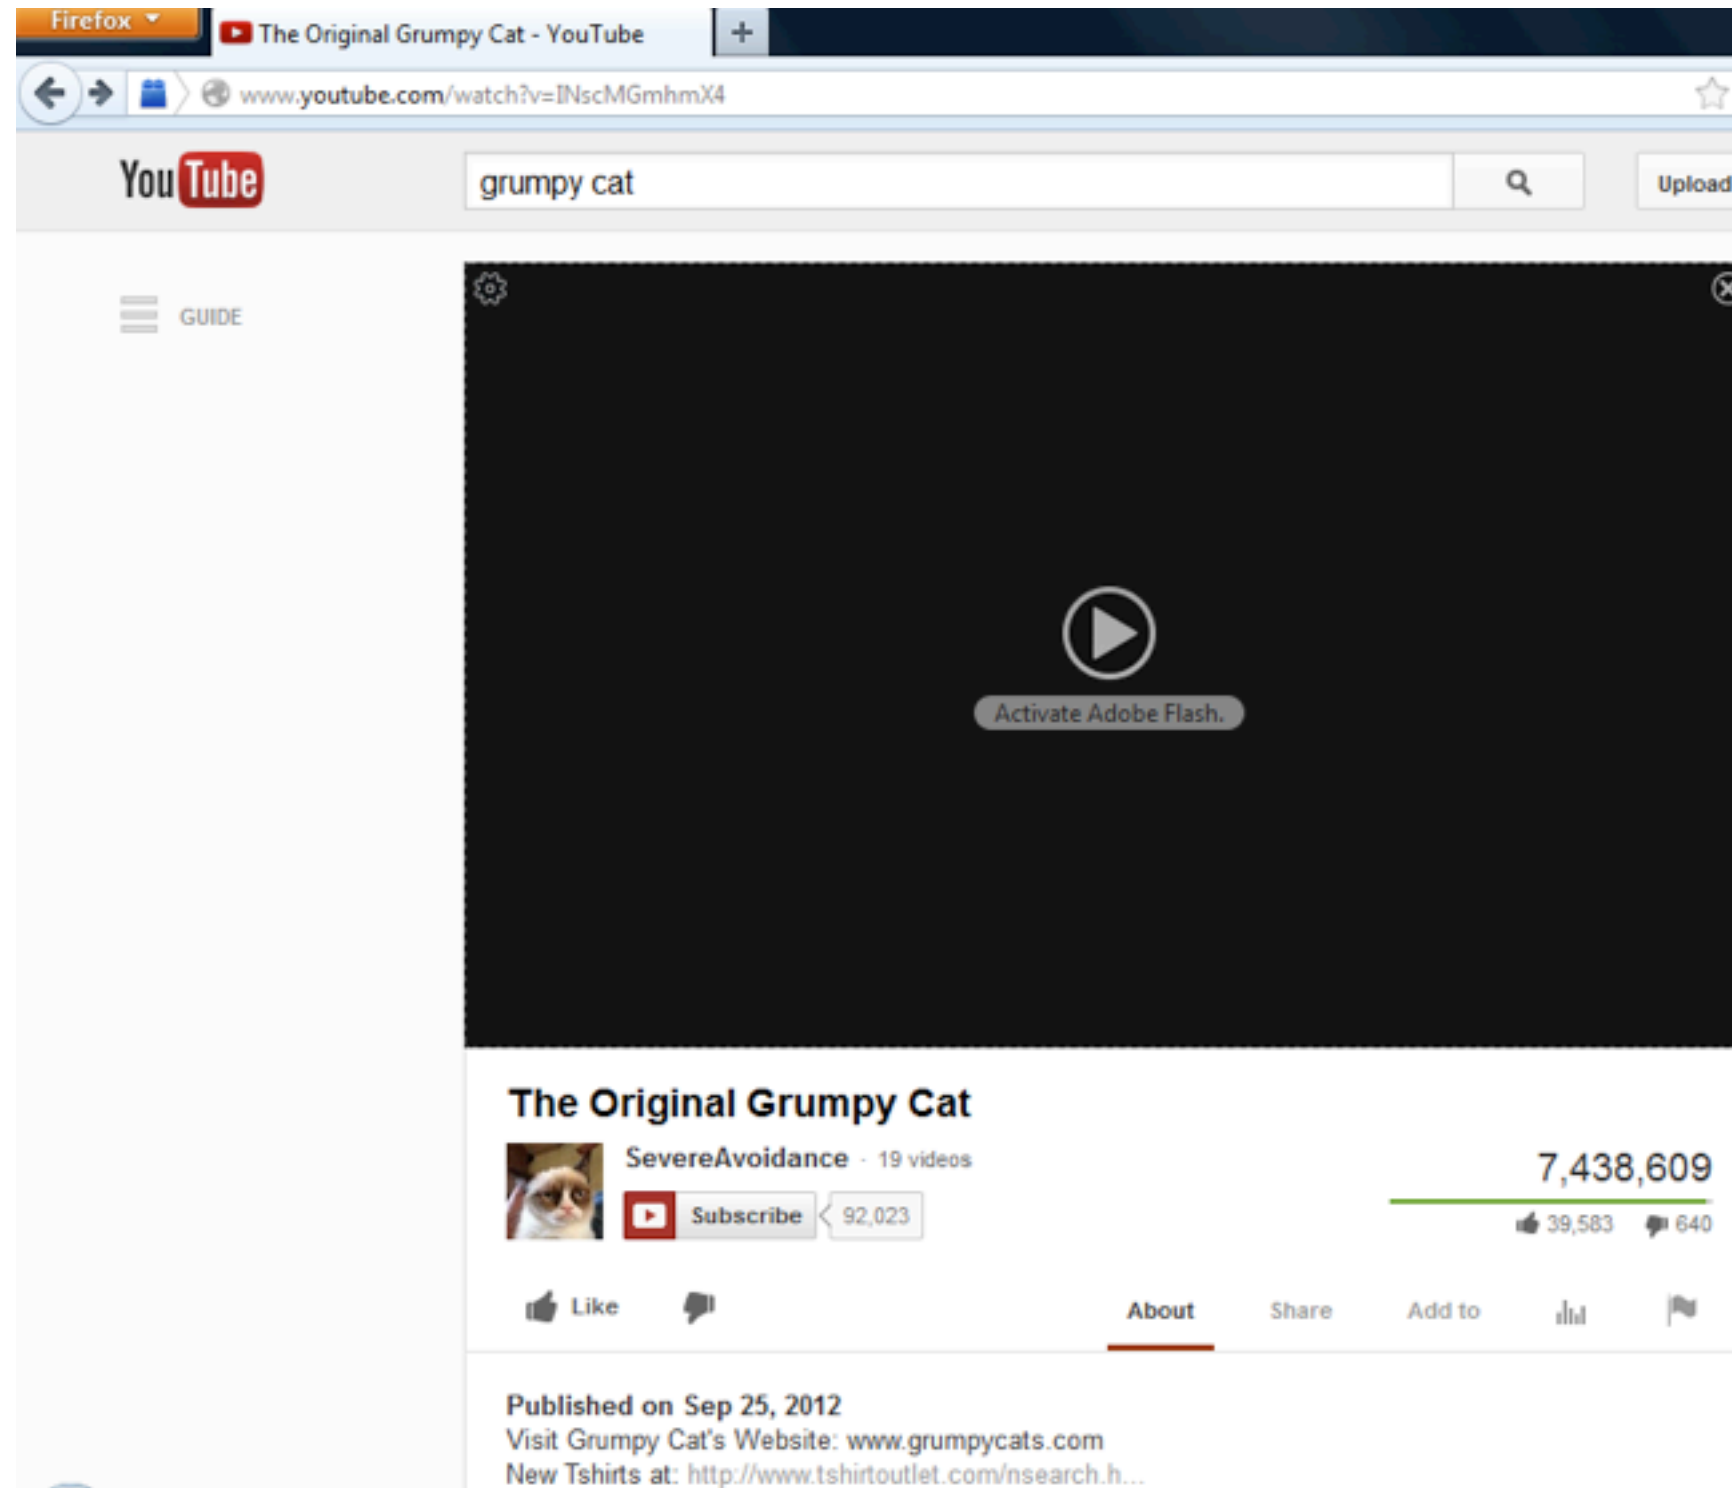 Firefox
The Original Grumpy Cat - YouTube
www.youtube.com/watch?v=INscMGmhmX4
YouTube
grumpy cat
Upload
GUIDE
Activate Adobe Flash.
The Original Grumpy Cat
SevereAvoidance · 19 videos
7,438,609
Subscribe 92,023
39,583 640
Like
About Share Add to
Published on Sep 25, 2012
Visit Grumpy Cat's Website: www.grumpycats.com
New Tshirts at: http://www.tshirtoutlet.com/nsearch.h...